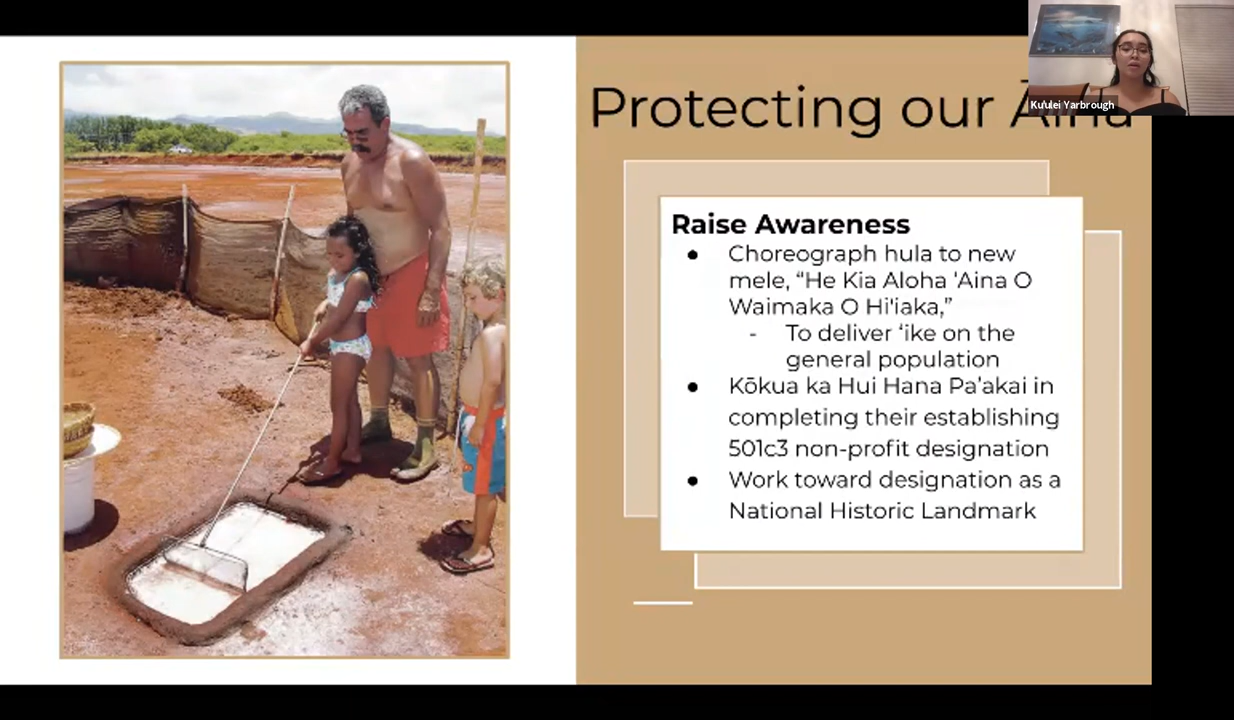 Protecting our Āina
Kuʻulei Yarbrough
Raise Awareness
● Choreograph hula to new
mele, “He Kia Aloha ‘Aina O
Waimaka O Hi'iaka,”
- To deliver ‘ike on the
general population
● Kōkua ka Hui Hana Pa'akai in
completing their establishing
501c3 non-profit designation
● Work toward designation as a
National Historic Landmark